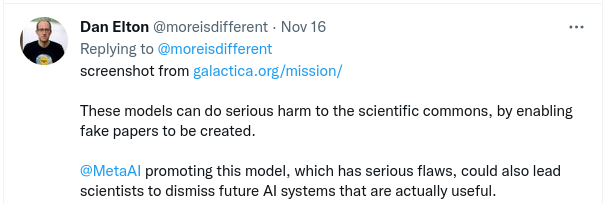 Dan Elton @moreisdifferent · Nov 16
Replying to @moreisdifferent
screenshot from galactica.org/mission/
These models can do serious harm to the scientific commons, by enabling
fake papers to be created.
@MetaAI promoting this model, which has serious flaws, could also lead
scientists to dismiss future AI systems that are actually useful.